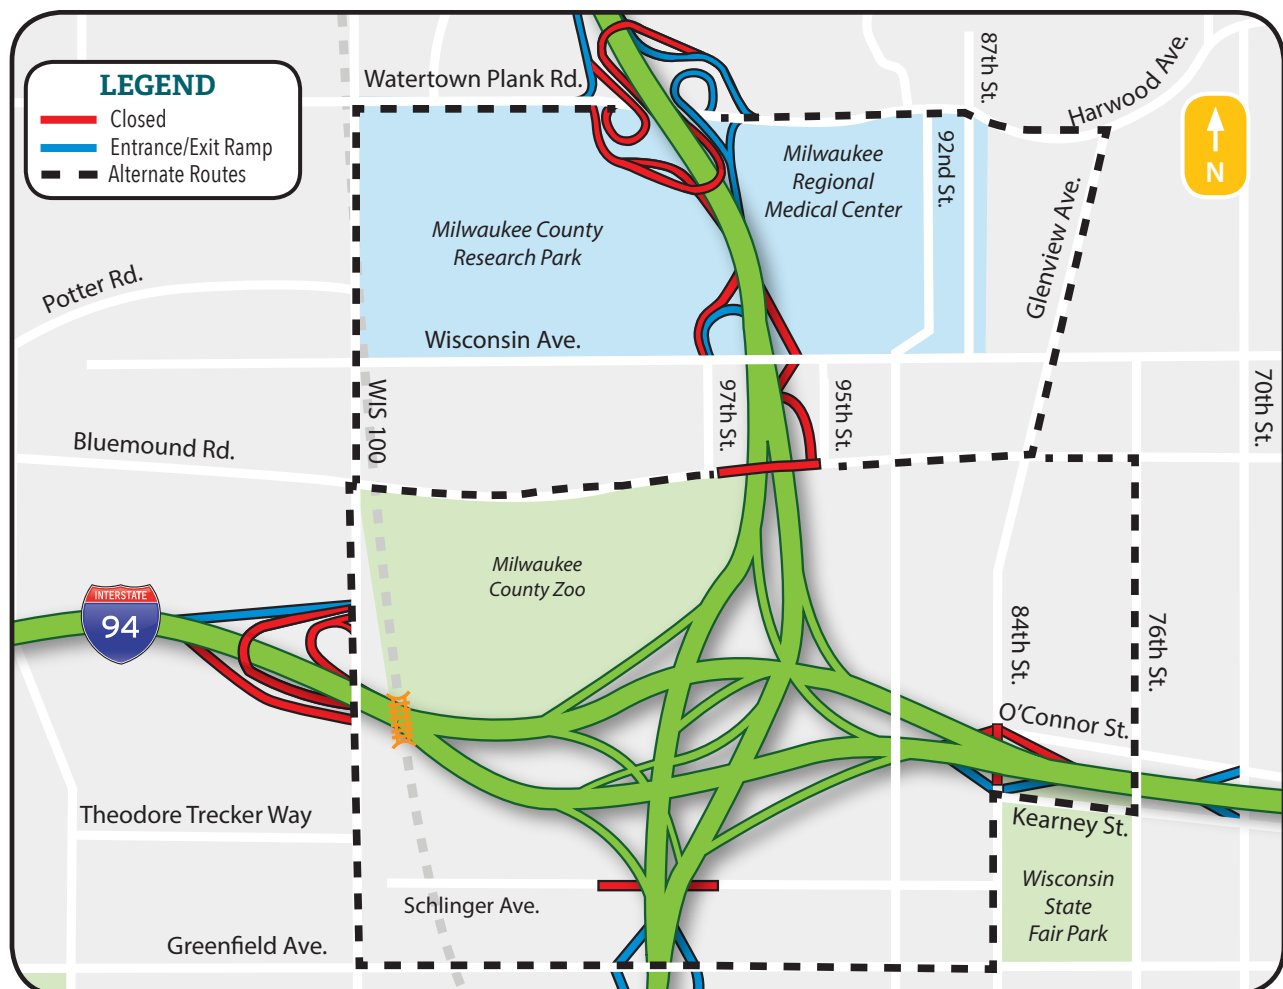 LEGEND
Closed
Entrance/Exit Ramp
Alternate Routes
Watertown Plank Rd.
87th St.
Harwood Ave.
N
Milwaukee
Regional
Medical Center
92nd St.
Milwaukee County
Research Park
Glenview Ave.
Potter Rd.
Wisconsin Ave.
WIS 100
97th St.
95th St.
70th St.
Bluemound Rd.
Milwaukee
County Zoo
INTERSTATE
94
84th St.
76th St.
O'Connor St.
Theodore Trecker Way
Kearney St.
Wisconsin
State
Fair Park
Schlinger Ave.
Greenfield Ave.